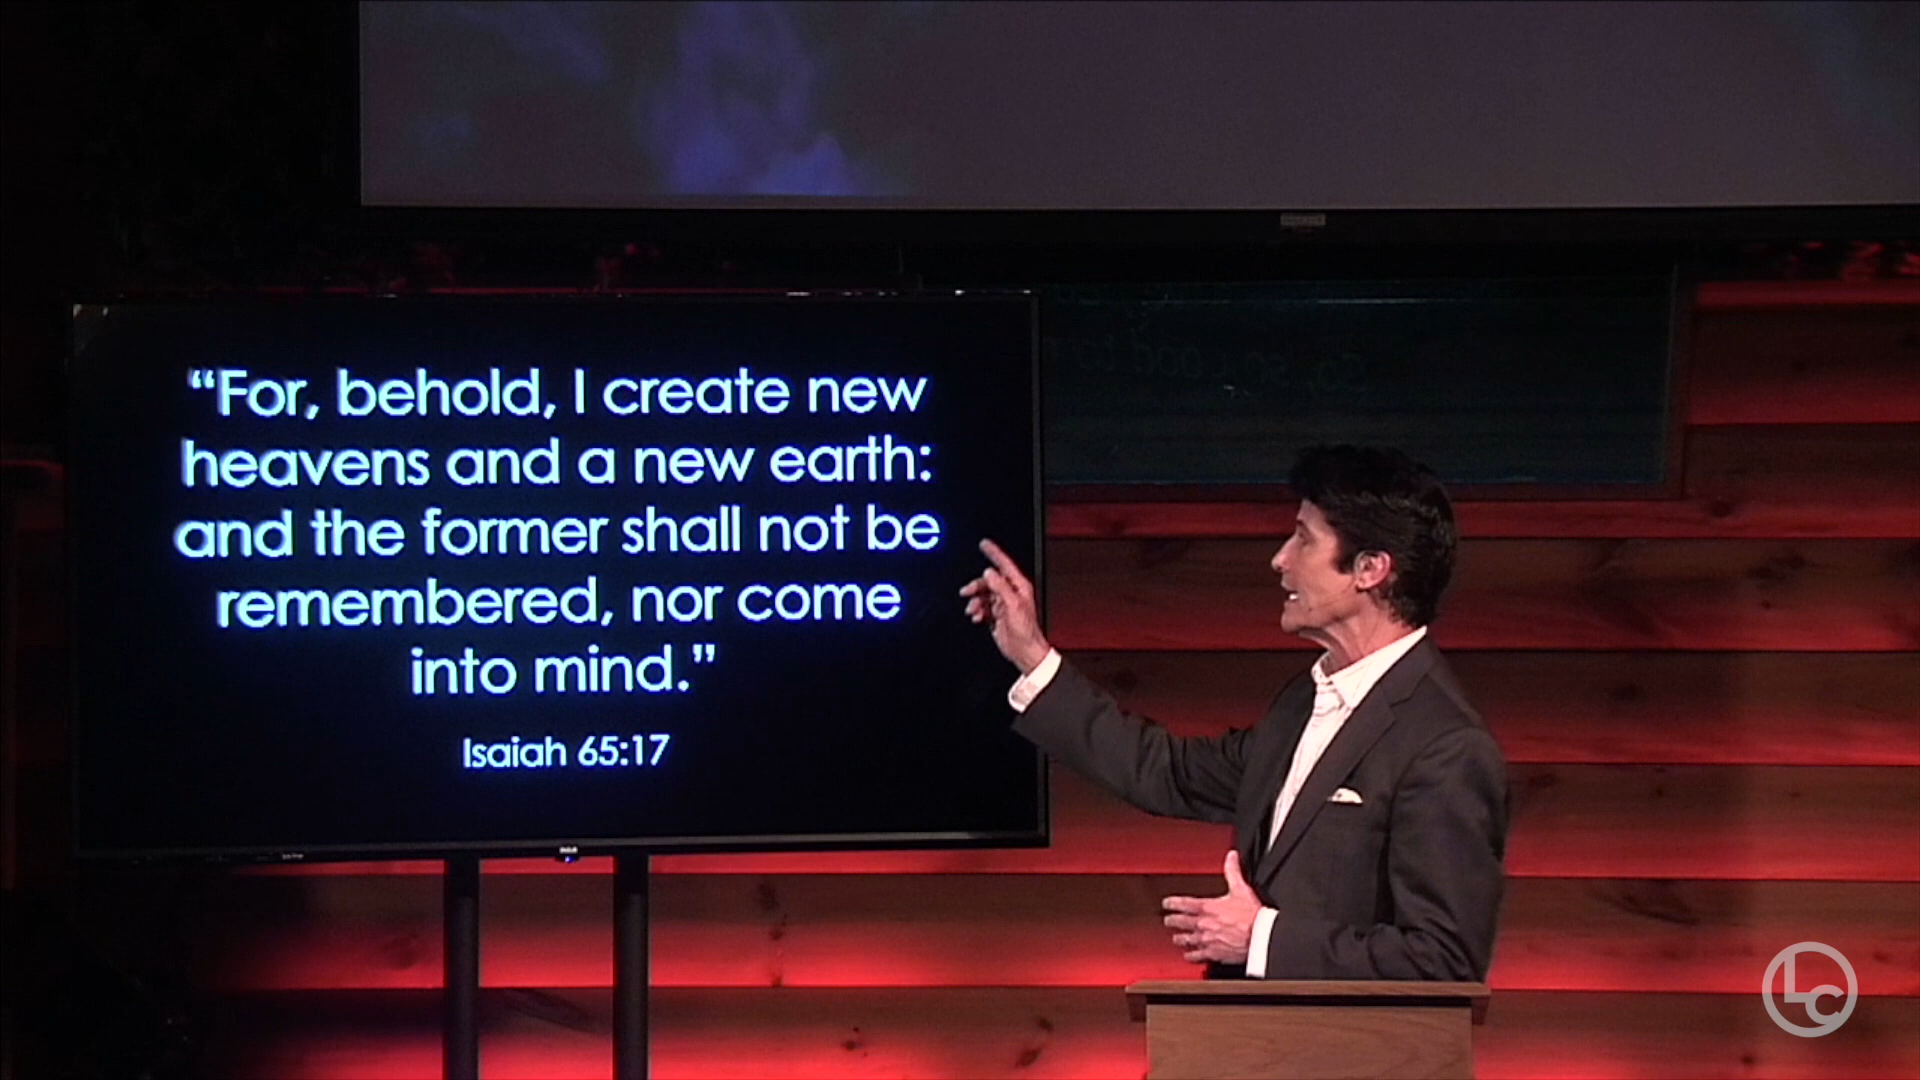 “For, behold, I create new
heavens and a new earth:
and the former shall not be
remembered, nor come
into mind.”
Isaiah 65:17
LC